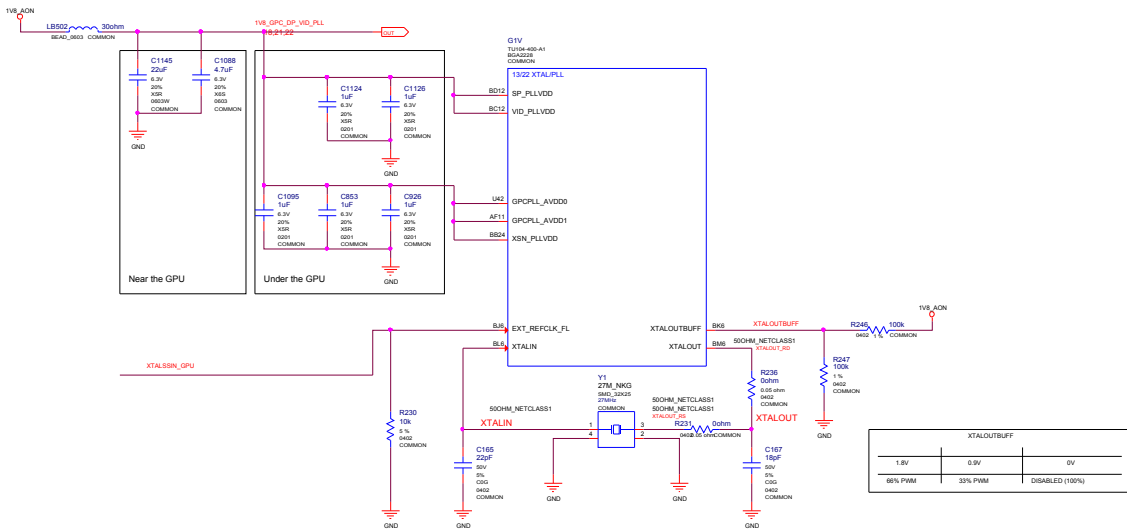 1V8_AON
LB502
30ohm
BEAD_0603
COMMON
1V8_GPC_DP_VID_PLL
18,21,22
OUT
C1145
22uF
6.3V
20%
X5R
0603W
COMMON
C1088
4.7uF
6.3V
20%
X6S
0603
COMMON
GND
Near the GPU
C1124
1uF
6.3V
20%
X5R
0201
COMMON
C1126
1uF
6.3V
20%
X5R
0201
COMMON
GND
C1095
1uF
6.3V
20%
X5R
0201
COMMON
C853
1uF
6.3V
20%
X5R
0201
COMMON
C926
1uF
6.3V
20%
X5R
0201
COMMON
GND
Under the GPU
G1V
TU104-400-A1
BGA2228
COMMON
13/22 XTAL/PLL
BD12
SP_PLLVDD
BC12
VID_PLLVDD
U42
GPCPLL_AVDD0
AF11
GPCPLL_AVDD1
BB24
XSN_PLLVDD
BJ6
EXT_REFCLK_FL
BL6
XTALIN
XTALOUTBUFF
BK6
XTALOUT
BM6
XTALOUTBUFF
50OHM_NETCLASS1
XTALOUT_RD
R246
100k
0402
1 %
COMMON
1V8_AON
R247
100k
1 %
0402
COMMON
GND
XTALSSIN_GPU
R230
10k
5 %
0402
COMMON
GND
50OHM_NETCLASS1
XTALIN
C165
22pF
50V
5%
C0G
0402
COMMON
GND
Y1
27M_NKG
SMD_32X25
27MHz
COMMON
1
4
3
2
GND
GND
50OHM_NETCLASS1
50OHM_NETCLASS1
XTALOUT_RS
R231
0ohm
0402
0.05 ohm
COMMON
R236
0ohm
0.05 ohm
0402
COMMON
XTALOUT
C167
18pF
50V
5%
C0G
0402
COMMON
GND
XTALOUTBUFF
1.8V
0.9V
0V
66% PWM
33% PWM
DISABLED (100%)